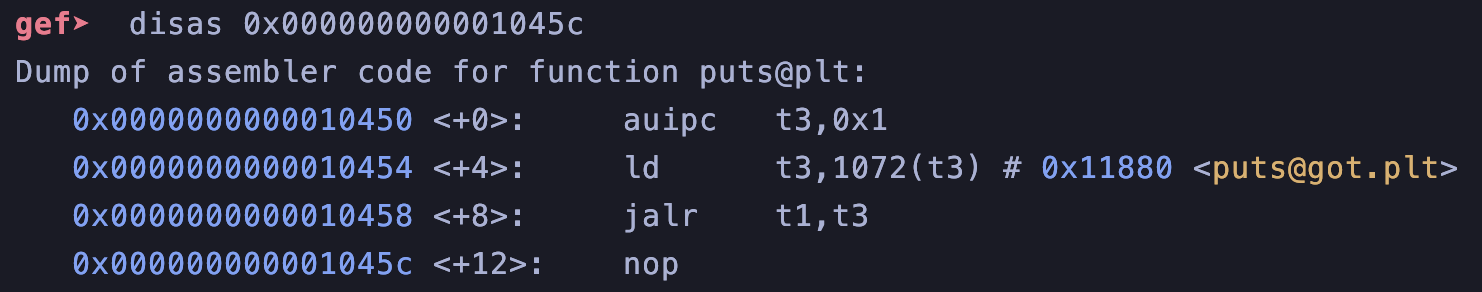 gef➤  disas 0x000000000001045c
Dump of assembler code for function puts@plt:
   0x0000000000010450 <+0>:     auipc   t3,0x1
   0x0000000000010454 <+4>:     ld      t3,1072(t3) # 0x11880 <puts@got.plt>
   0x0000000000010458 <+8>:     jalr    t1,t3
   0x000000000001045c <+12>:    nop